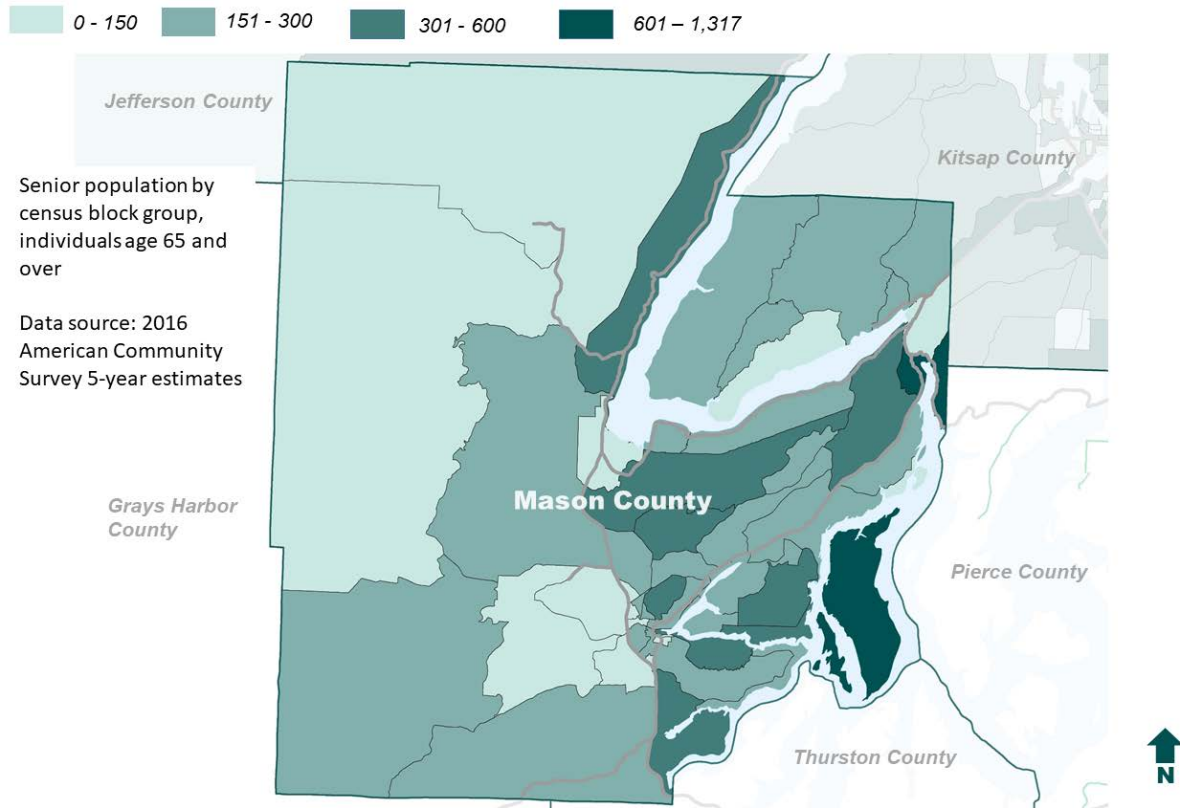 0 - 150
151 - 300
301 - 600
601 – 1,317
Jefferson County
Kitsap County
Senior population by
census block group,
individuals age 65 and
over
Data source: 2016
American Community
Survey 5-year estimates
Mason County
Grays Harbor
County
Pierce County
Thurston County
N